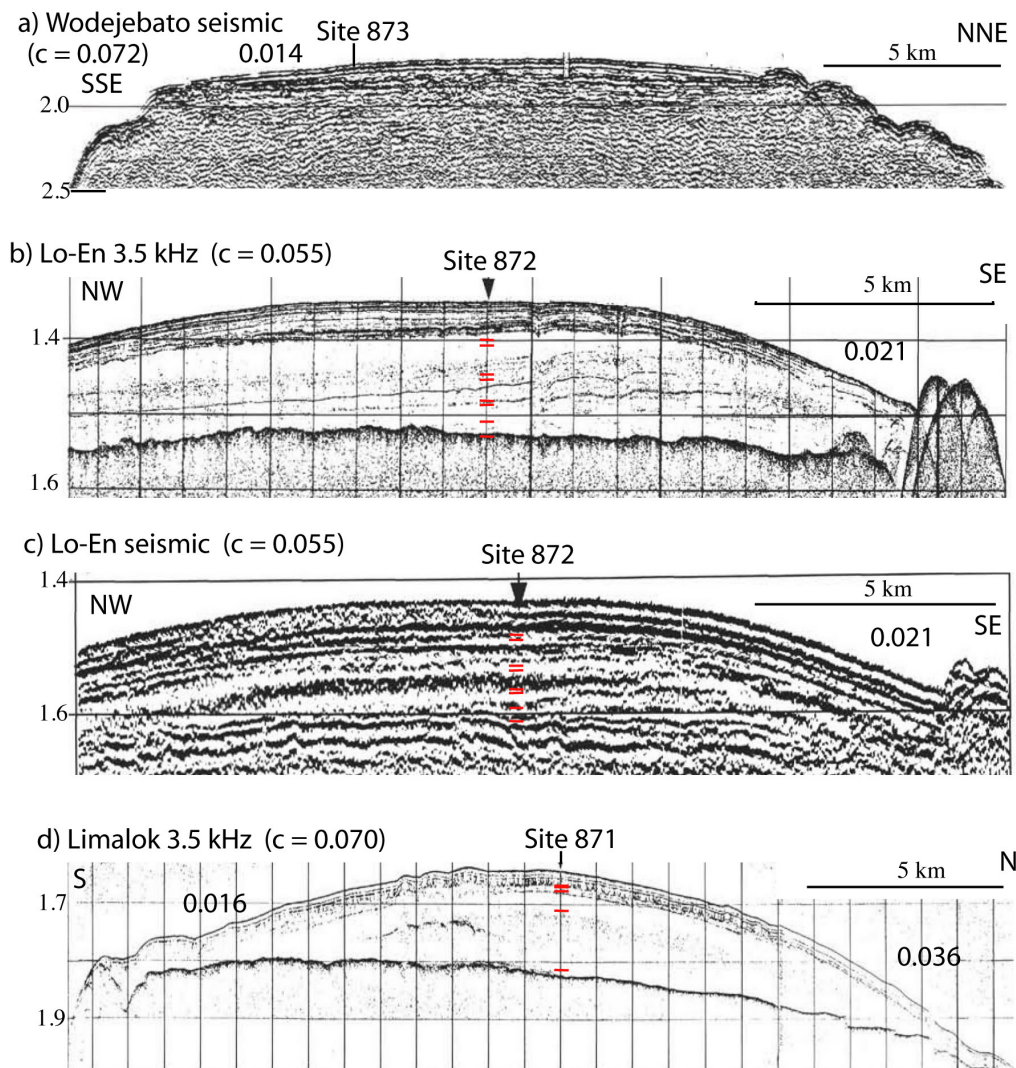 a) Wodejebato seismic
Site 873
NNE
(c = 0.072)
0.014
5 km
SSE
2.0
2.5
b) Lo-En 3.5 kHz (c = 0.055)
Site 872
SE
NW
5 km
1.4
0.021
1.6
c) Lo-En seismic (c = 0.055)
Site 872
1.4
NW
5 km
0.021
SE
1.6
d) Limalok 3.5 kHz (c = 0.070)
Site 871
N
S
5 km
1.7
0.016
0.036
1.9